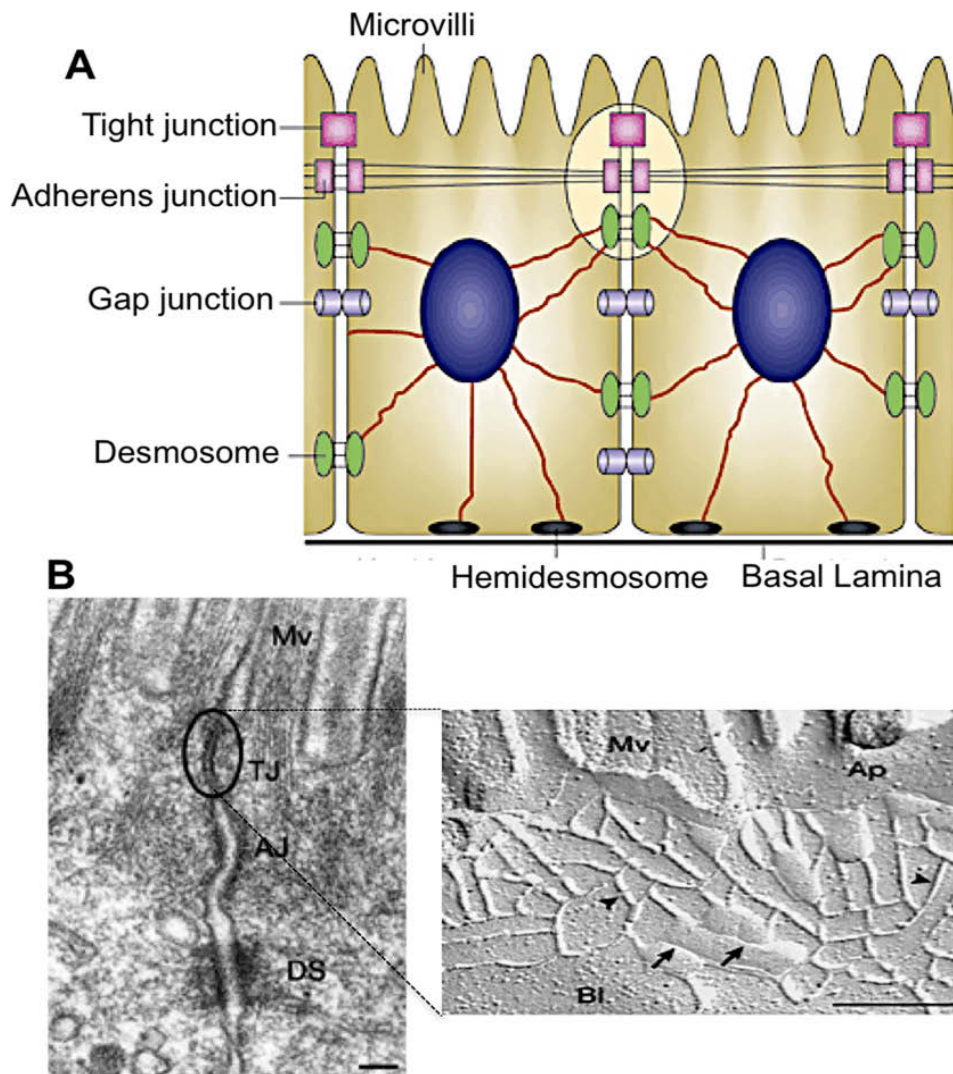 Microvilli
A
Tight junction
Adherens junction
Gap junction
Desmosome
Hemidesmosome
Basal Lamina
B
Mv
TJ
AJ
DS
Mv
Ap
Bl